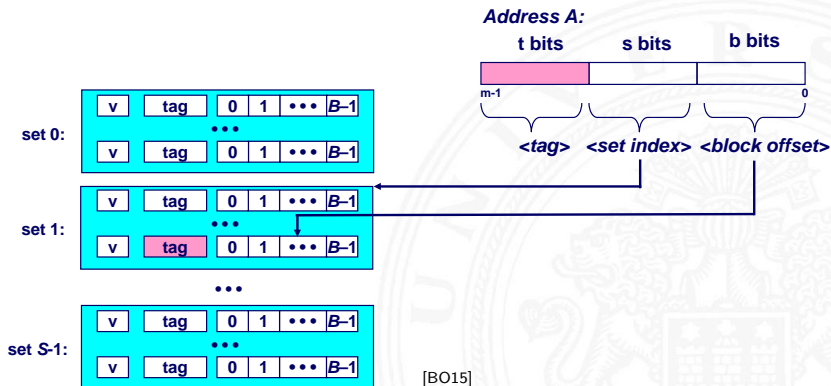 Address A:
t bits s bits b bits
m-1 0
<tag> <set index> <block offset>
v tag 0 1 ••• B–1
set 0: •••
v tag 0 1 ••• B–1
v tag 0 1 ••• B–1
set 1: •••
v tag 0 1 ••• B–1
•••
v tag 0 1 ••• B–1
set S-1: •••
v tag 0 1 ••• B–1
[BO15]